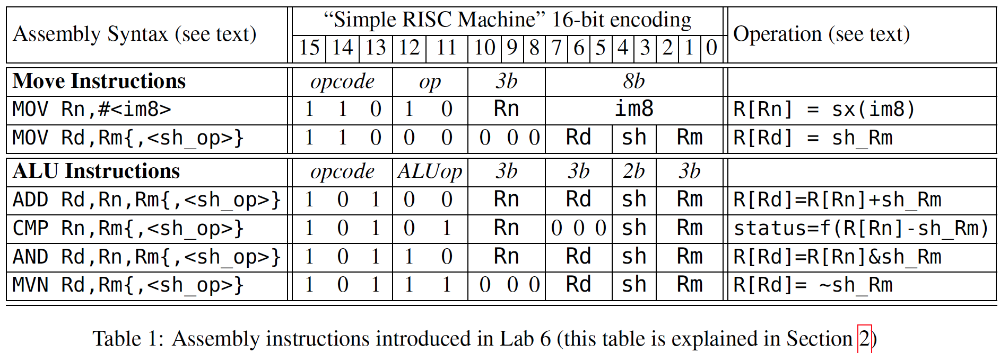 Assembly Syntax (see text) “Simple RISC Machine” 16-bit encoding Operation (see text)
15 14 13 12 11 10 9 8 7 6 5 4 3 2 1 0
Move Instructions opcode op 3b 8b
MOV Rn,#<im8> 1 1 0 1 0 Rn im8 R[Rn] = sx(im8)
MOV Rd,Rm{,<sh_op>} 1 1 0 0 0 0 0 0 Rd sh Rm R[Rd] = sh_Rm
ALU Instructions opcode ALUop 3b 3b 2b 3b
ADD Rd,Rn,Rm{,<sh_op>} 1 0 1 0 0 Rn Rd sh Rm R[Rd]=R[Rn]+sh_Rm
CMP Rn,Rm{,<sh_op>} 1 0 1 0 1 Rn 0 0 0 sh Rm status=f(R[Rn]-sh_Rm)
AND Rd,Rn,Rm{,<sh_op>} 1 0 1 1 0 Rn Rd sh Rm R[Rd]=R[Rn]&sh_Rm
MVN Rd,Rm{,<sh_op>} 1 0 1 1 1 0 0 0 Rd sh Rm R[Rd]= ~sh_Rm
Table 1: Assembly instructions introduced in Lab 6 (this table is explained in Section 2)